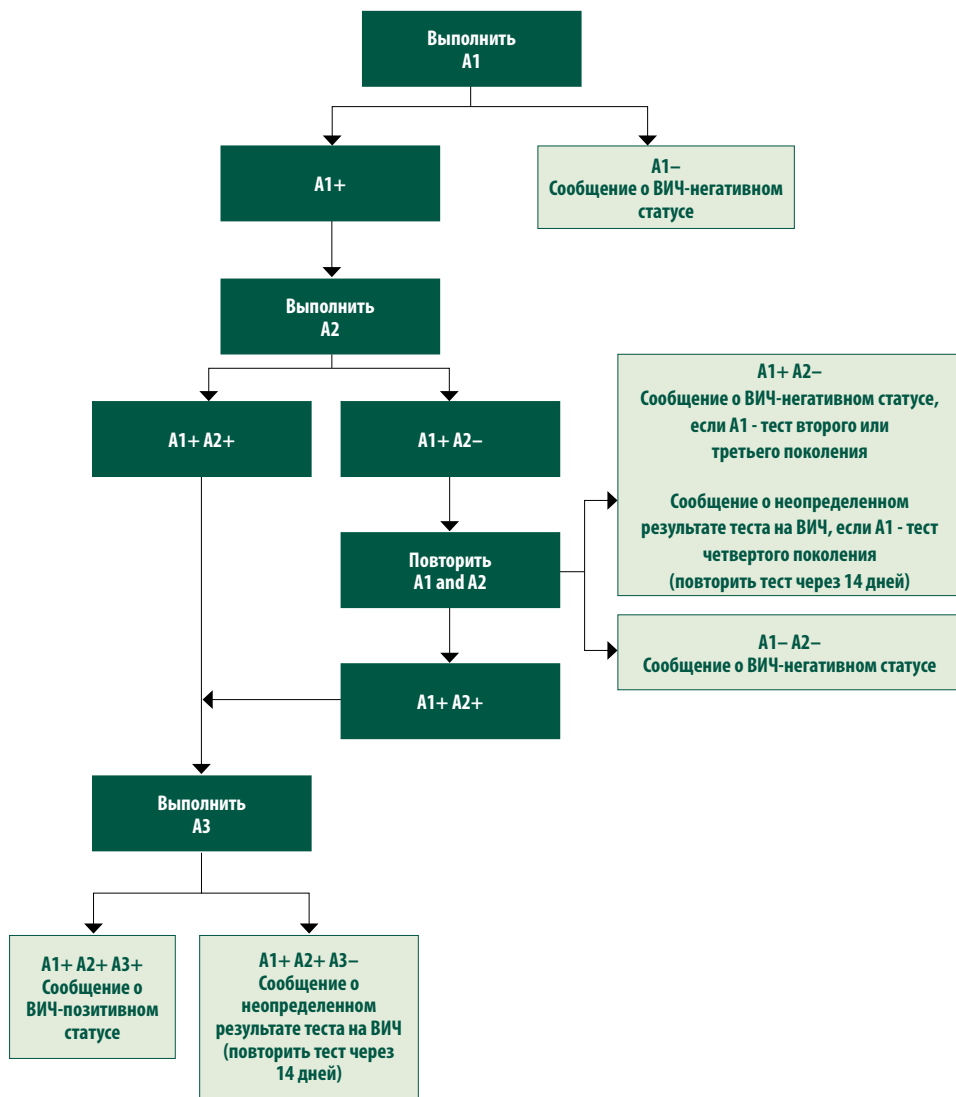 Выполнить
A1
A1+
A1–
Сообщение о ВИЧ-негативном
статусе
Выполнить
A2
A1+ A2+
A1+ A2–
A1+ A2–
Сообщение о ВИЧ-негативном статусе,
если A1 - тест второго или
третьего поколения
Сообщение о неопределенном
результате теста на ВИЧ, если A1 - тест
четвертого поколения
(повторить тест через 14 дней)
Повторить
A1 and A2
A1– A2–
Сообщение о ВИЧ-негативном статусе
A1+ A2+
Выполнить
A3
A1+ A2+ A3+
Сообщение о
ВИЧ-позитивном
статусе
A1+ A2+ A3–
Сообщение о
неопределенном
результате теста на ВИЧ
(повторить тест через
14 дней)